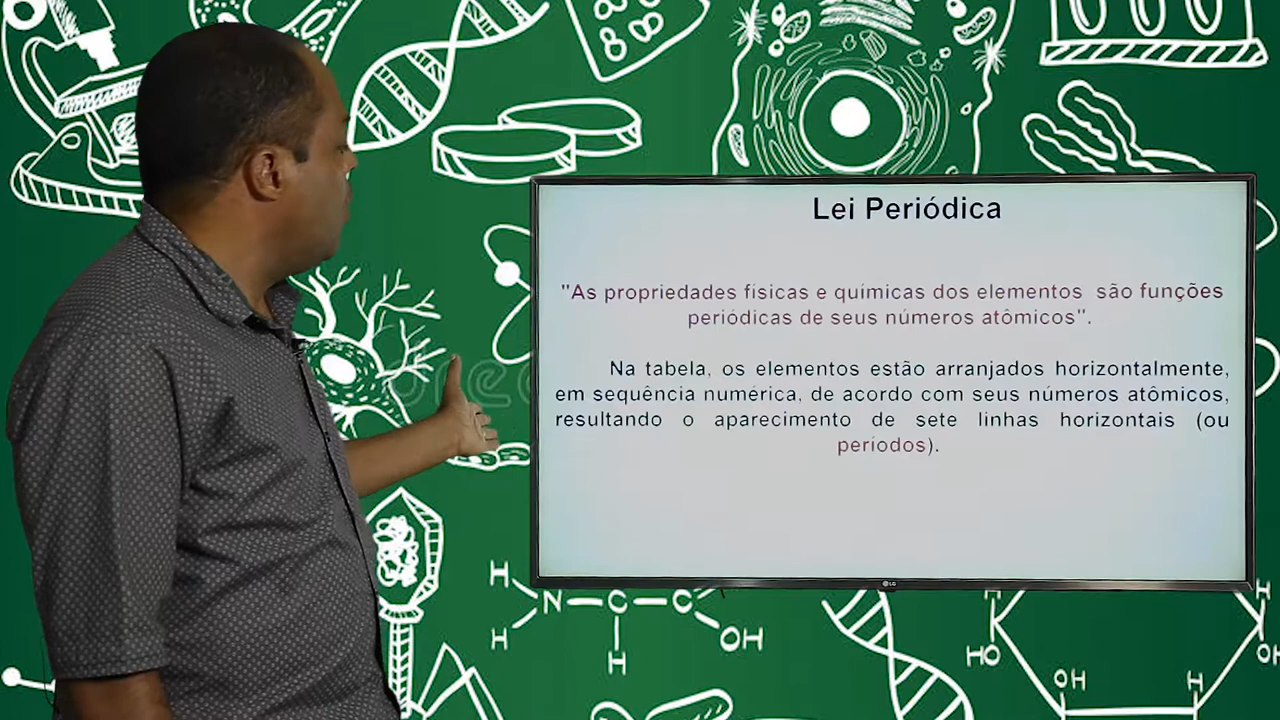 Lei Periódica
"As propriedades físicas e químicas dos elementos são funções
periódicas de seus números atômicos".
Na tabela, os elementos estão arranjados horizontalmente,
em sequência numérica, de acordo com seus números atômicos,
resultando o aparecimento de sete linhas horizontais (ou
períodos).
LG
H
N C C
H
OH
H
H
HO
OH
H
H
OH